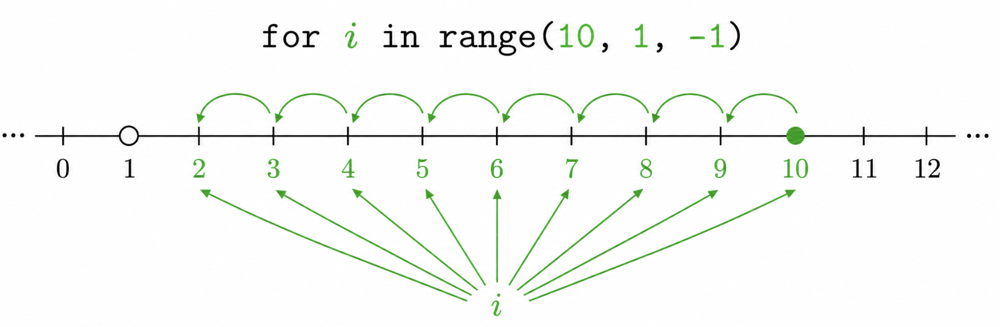 for i in range(10, 1, -1)
... 0 1 2 3 4 5 6 7 8 9 10 11 12 ...
i